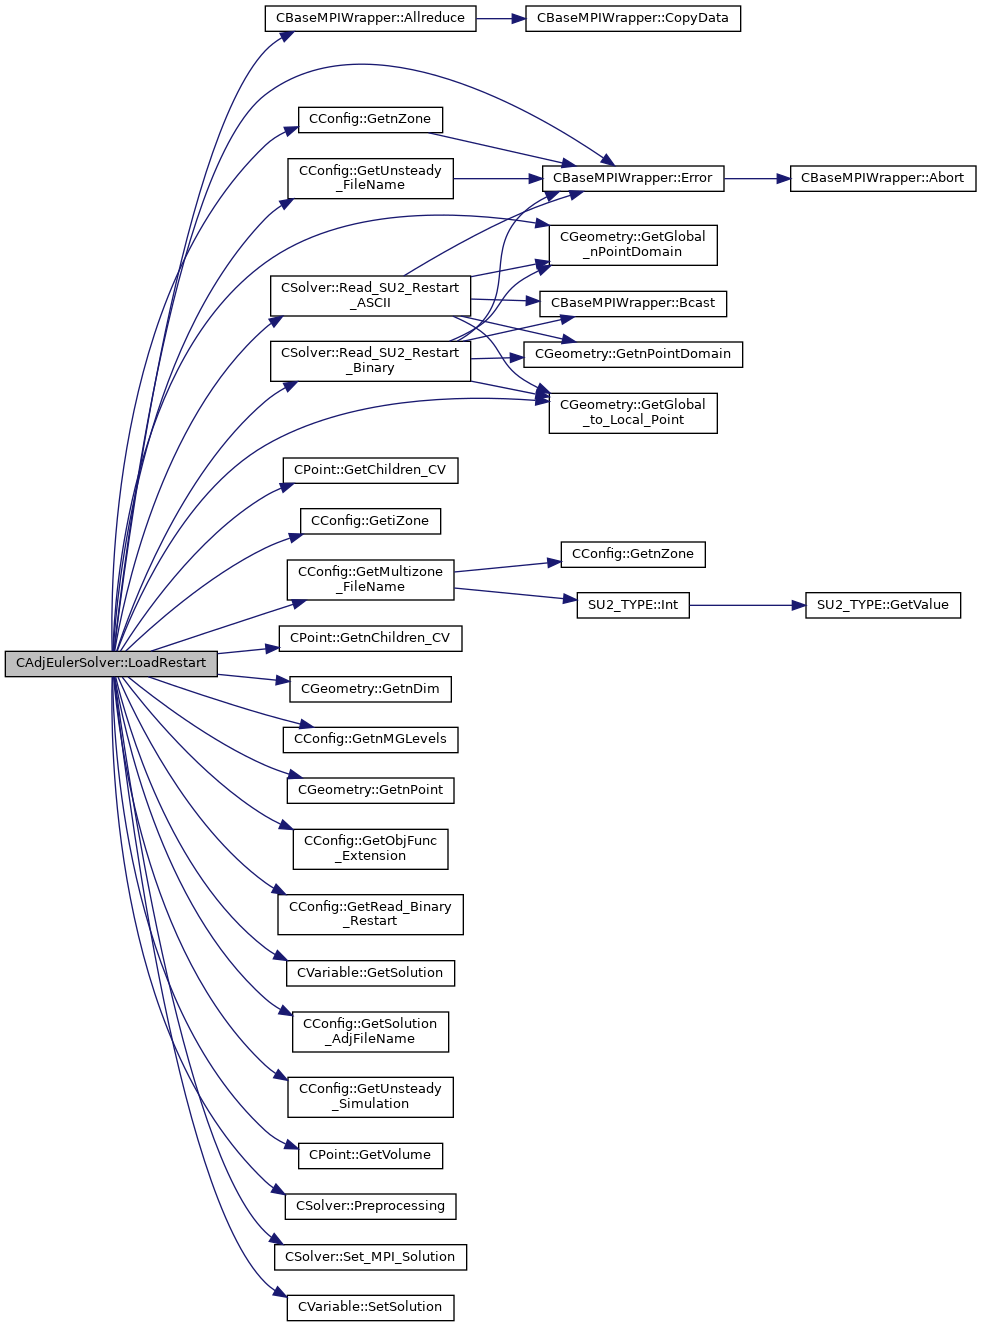 CBaseMPIWrapper::Allreduce
CBaseMPIWrapper::CopyData
CConfig::GetnZone
CConfig::GetUnsteady
_FileName
CBaseMPIWrapper::Error
CBaseMPIWrapper::Abort
CGeometry::GetGlobal
_nPointDomain
CSolver::Read_SU2_Restart
_ASCII
CBaseMPIWrapper::Bcast
CSolver::Read_SU2_Restart
_Binary
CGeometry::GetnPointDomain
CGeometry::GetGlobal
_to_Local_Point
CPoint::GetChildren_CV
CConfig::GetiZone
CConfig::GetMultizone
_FileName
CConfig::GetnZone
SU2_TYPE::Int
SU2_TYPE::GetValue
CPoint::GetnChildren_CV
CAdjEulerSolver::LoadRestart
CGeometry::GetnDim
CConfig::GetnMGLevels
CGeometry::GetnPoint
CConfig::GetObjFunc
_Extension
CConfig::GetRead_Binary
_Restart
CVariable::GetSolution
CConfig::GetSolution
_AdjFileName
CConfig::GetUnsteady
_Simulation
CPoint::GetVolume
CSolver::Preprocessing
CSolver::Set_MPI_Solution
CVariable::SetSolution